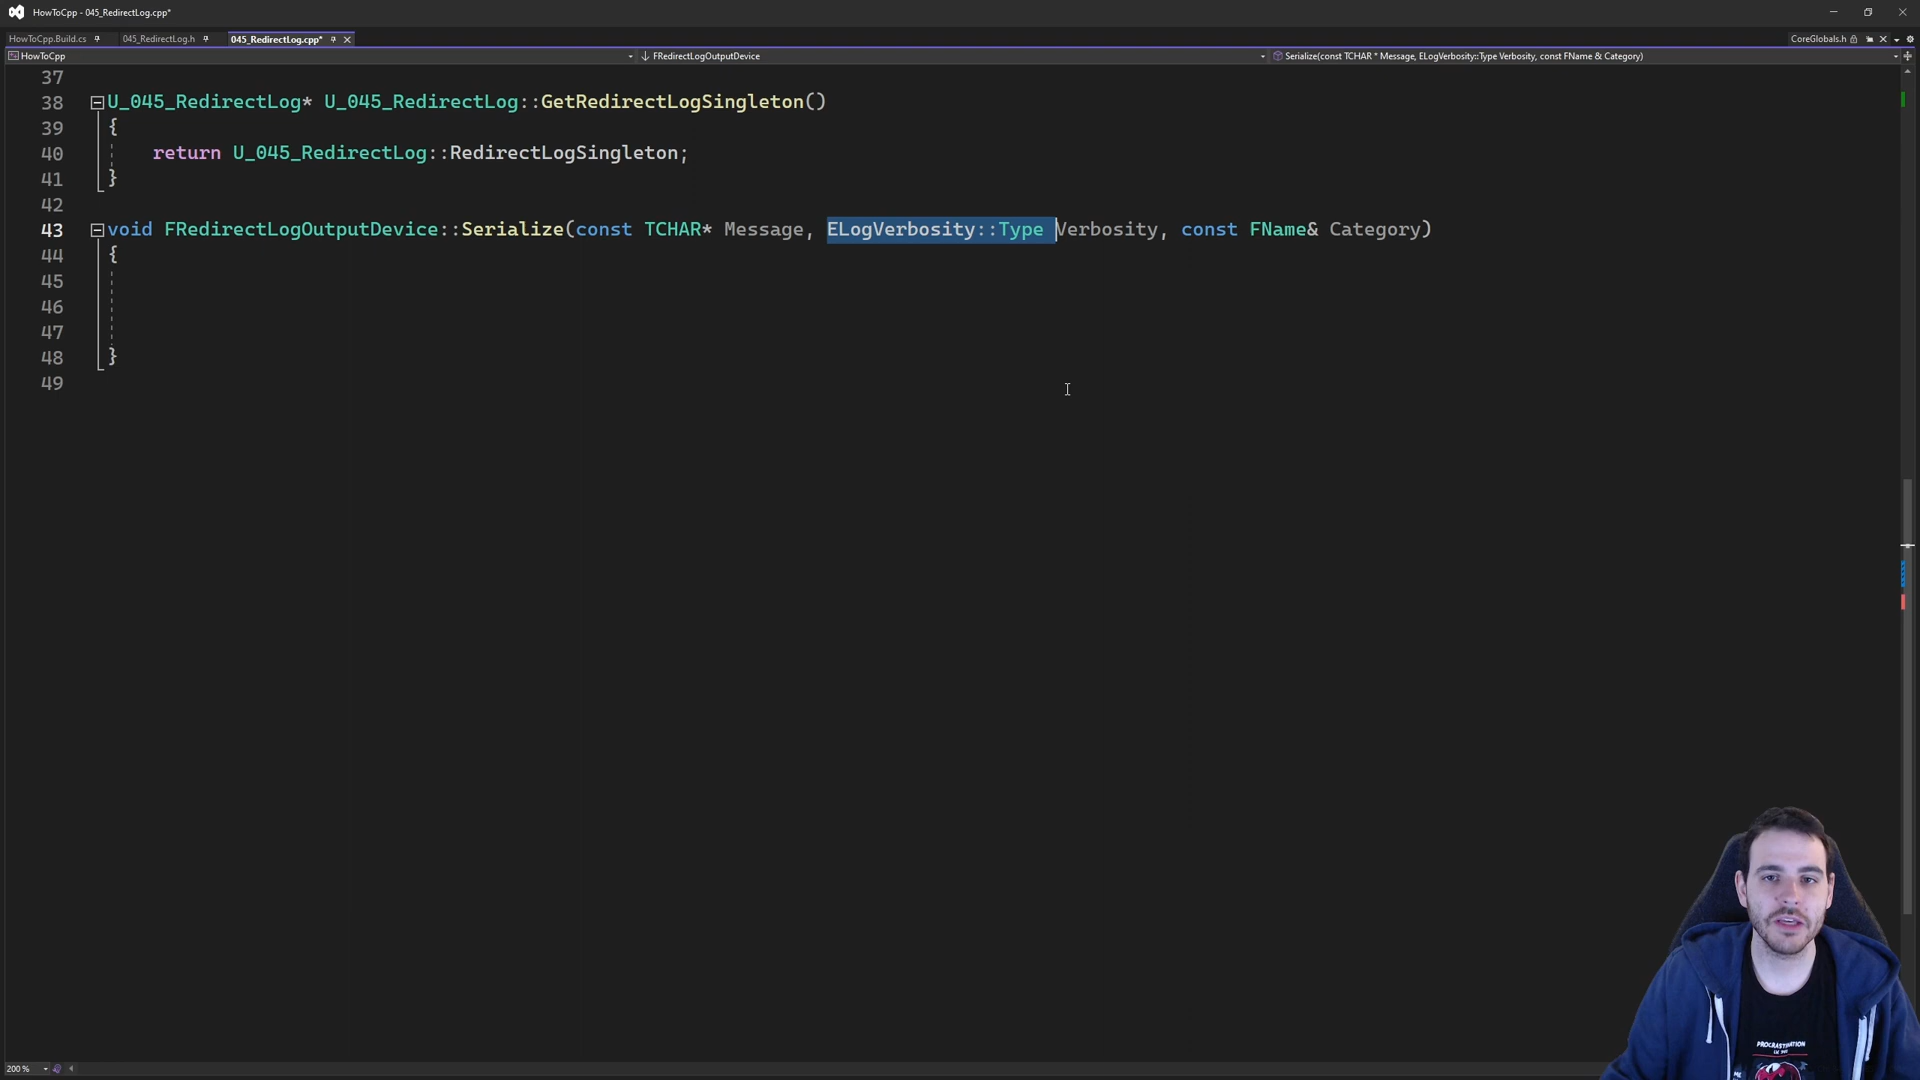 HowToCpp - 045_RedirectLog.cpp*
HowToCpp.Build.cs 045_RedirectLog.h 045_RedirectLog.cpp* CoreGlobals.h
HowToCpp FRedirectLogOutputDevice Serialize(const TCHAR * Message, ELogVerbosity::Type Verbosity, const FName & Category)
37
38 U_045_RedirectLog* U_045_RedirectLog::GetRedirectLogSingleton()
39 {
40 return U_045_RedirectLog::RedirectLogSingleton;
41 }
42
43 void FRedirectLogOutputDevice::Serialize(const TCHAR* Message, ELogVerbosity::Type Verbosity, const FName& Category)
44 {
45
46
47
48 }
49
PROCRASTINATION
200 %